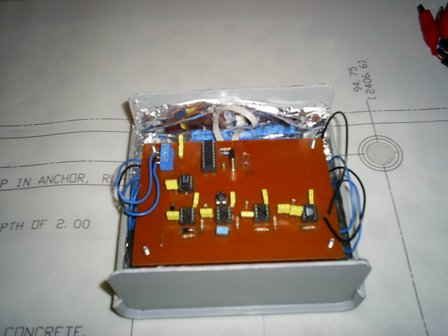 94.75
(2406.6)
P IN ANCHOR, R
PTH OF 2.00
CONCRETE.